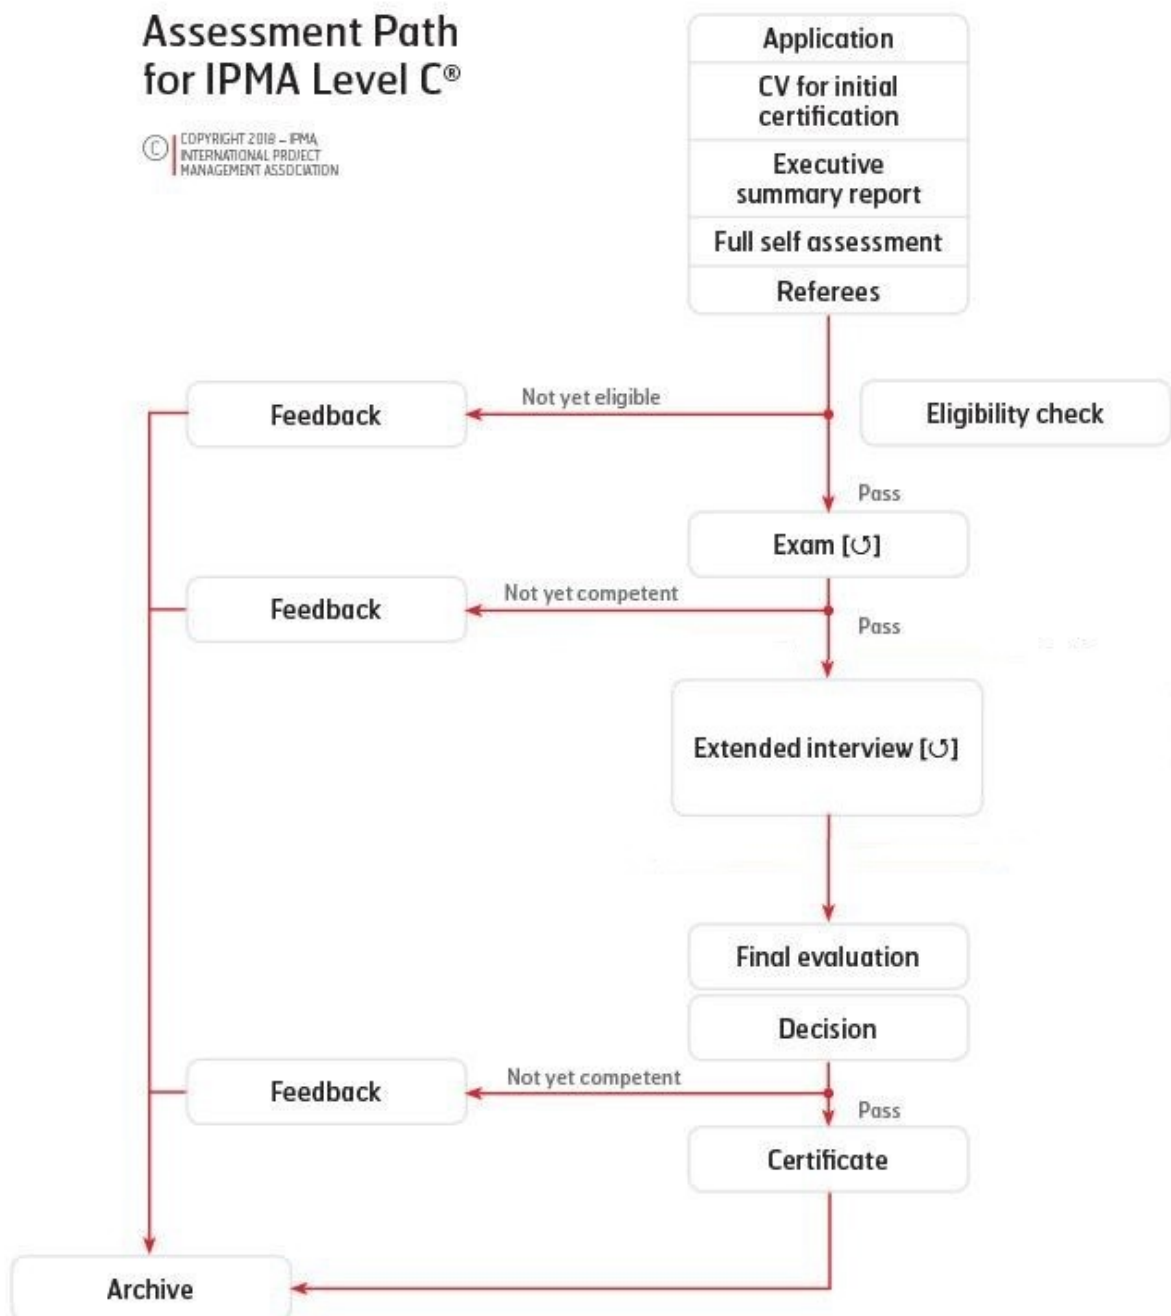 Assessment Path
for IPMA Level C®
© COPYRIGHT 2018 – IPMA,
INTERNATIONAL PROJECT
MANAGEMENT ASSOCIATION
Application
CV for initial
certification
Executive
summary report
Full self assessment
Referees
Feedback
Not yet eligible
Eligibility check
Pass
Exam [↺]
Feedback
Not yet competent
Pass
Extended interview [↺]
Final evaluation
Decision
Feedback
Not yet competent
Pass
Certificate
Archive